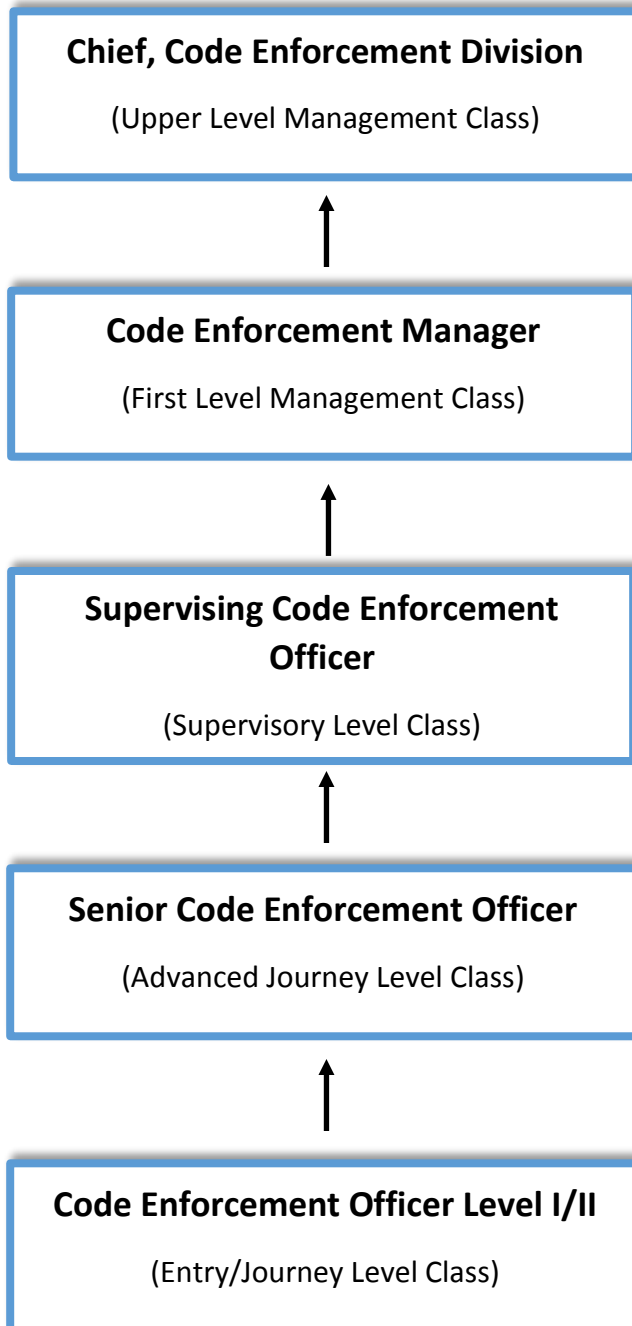 Chief, Code Enforcement Division
(Upper Level Management Class)
Code Enforcement Manager
(First Level Management Class)
Supervising Code Enforcement
Officer
(Supervisory Level Class)
Senior Code Enforcement Officer
(Advanced Journey Level Class)
Code Enforcement Officer Level I/II
(Entry/Journey Level Class)